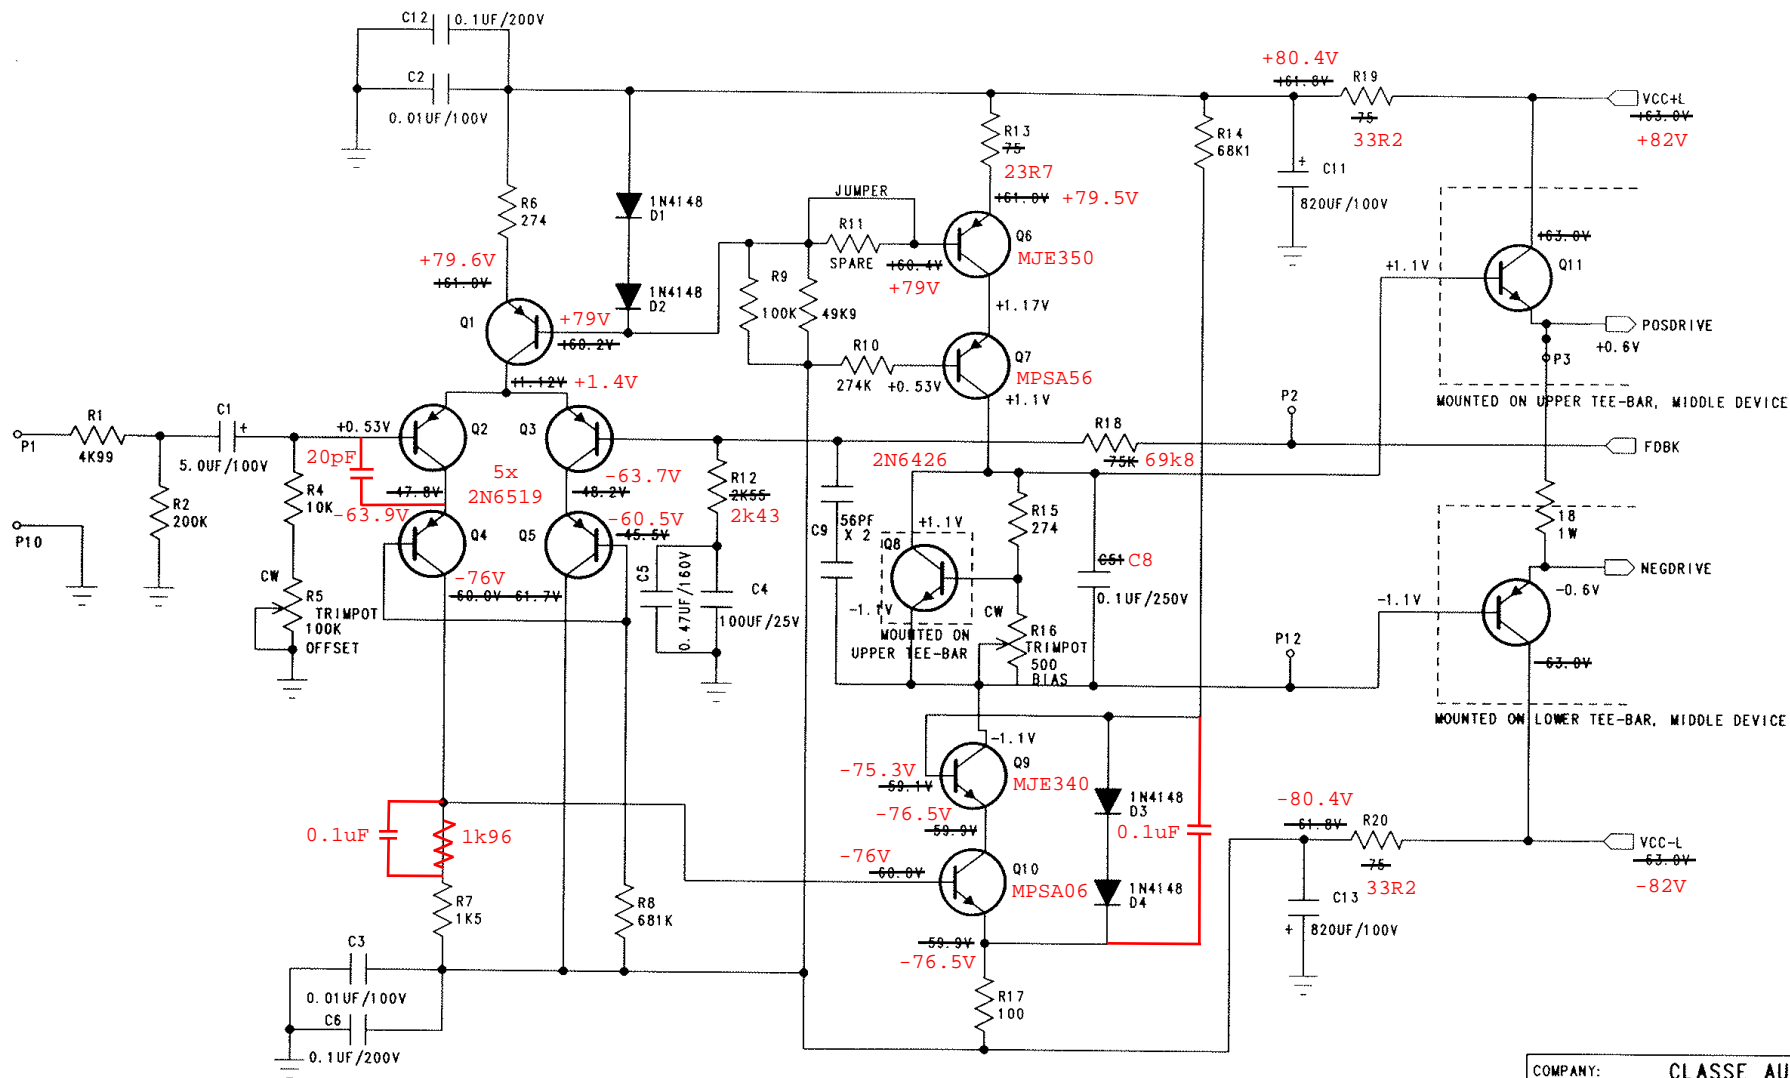 C12 0.1UF/200V
C2
0.01UF/100V
+80.4V
+61.8V
R19
75
33R2
VCC+L
+63.0V
+82V
R13
75
23R7
R14
68K1
C11
820UF/100V
R6
274
1N4148
D1
JUMPER
+61.0V +79.5V
R11
SPARE
Q6
MJE350
+60.4V
+79V
+79.6V
+61.0V
1N4148
D2
R9
100K
49K9
+1.17V
+63.0V
Q11
+1.1V
Q1
+79V
+60.2V
R10
274K
+0.53V
Q7
MPSA56
+1.1V
POSDRIVE
+0.6V
P3
+1.12V +1.4V
MOUNTED ON UPPER TEE-BAR, MIDDLE DEVICE
P1
R1
4K99
C1
+
5.0UF/100V
+0.53V
Q2
Q3
P2
R18
75K 69k8
FDBK
20pF
5x
2N6519
-47.8V
-63.7V
-48.2V
R12
2K55
2k43
2N6426
R2
200K
R4
10K
-63.9V
-60.5V
-45.5V
Q4
Q5
C9
56PF
X 2
+1.1V
Q8
R15
274
C51 C8
0.1UF/250V
18
1W
P10
CW
R5
TRIMPOT
100K
OFFSET
-76V
-60.0V -61.7V
C5
0.47UF/160V
C4
100UF/25V
-1.1V
MOUNTED ON
UPPER TEE-BAR
CW
R16
TRIMPOT
500
BIAS
P12
-1.1V
NEGDRIVE
-0.6V
-63.0V
MOUNTED ON LOWER TEE-BAR, MIDDLE DEVICE
-1.1V
-75.3V
-59.1V
Q9
MJE340
1N4148
D3
0.1uF
-80.4V
-61.8V
R20
75
33R2
VCC-L
-63.0V
-82V
0.1uF
1k96
-76.5V
-59.9V
-76V
-60.0V
Q10
MPSA06
1N4148
D4
R7
1K5
R8
681K
C13
+ 820UF/100V
-59.9V
-76.5V
C3
0.01UF/100V
C6
0.1UF/200V
R17
100
COMPANY: CLASSE AU